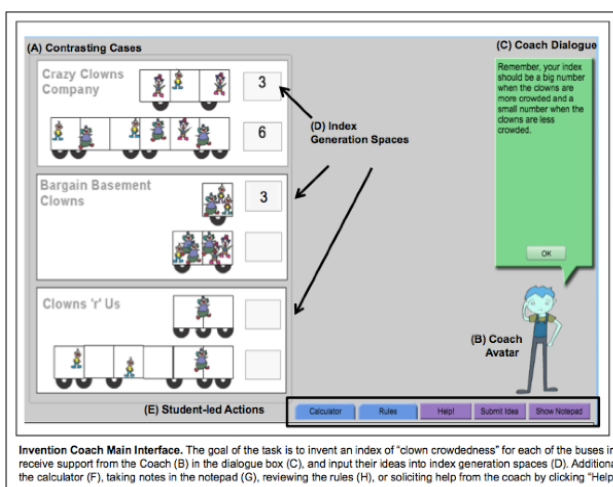 (A) Contrasting Cases
(C) Coach Dialogue
Crazy Clowns
Company
3
6
(D) Index
Generation Spaces
Bargain Basement
Clowns
3
Clowns 'r' Us
Remember, your index
should be a big number
when the clowns are
more crowded and a
small number when the
clowns are less
crowded.
OK
(B) Coach
Avatar
(E) Student-led Actions
Calculator
Rules
Help!
Submit Idea
Show Notepad
Invention Coach Main Interface. The goal of the task is to invent an index of "clown crowdedness" for each of the buses in
receive support from the Coach (B) in the dialogue box (C), and input their ideas into index generation spaces (D). Addition
the calculator (F), taking notes in the notepad (G), reviewing the rules (H), or soliciting help from the coach by clicking "Help